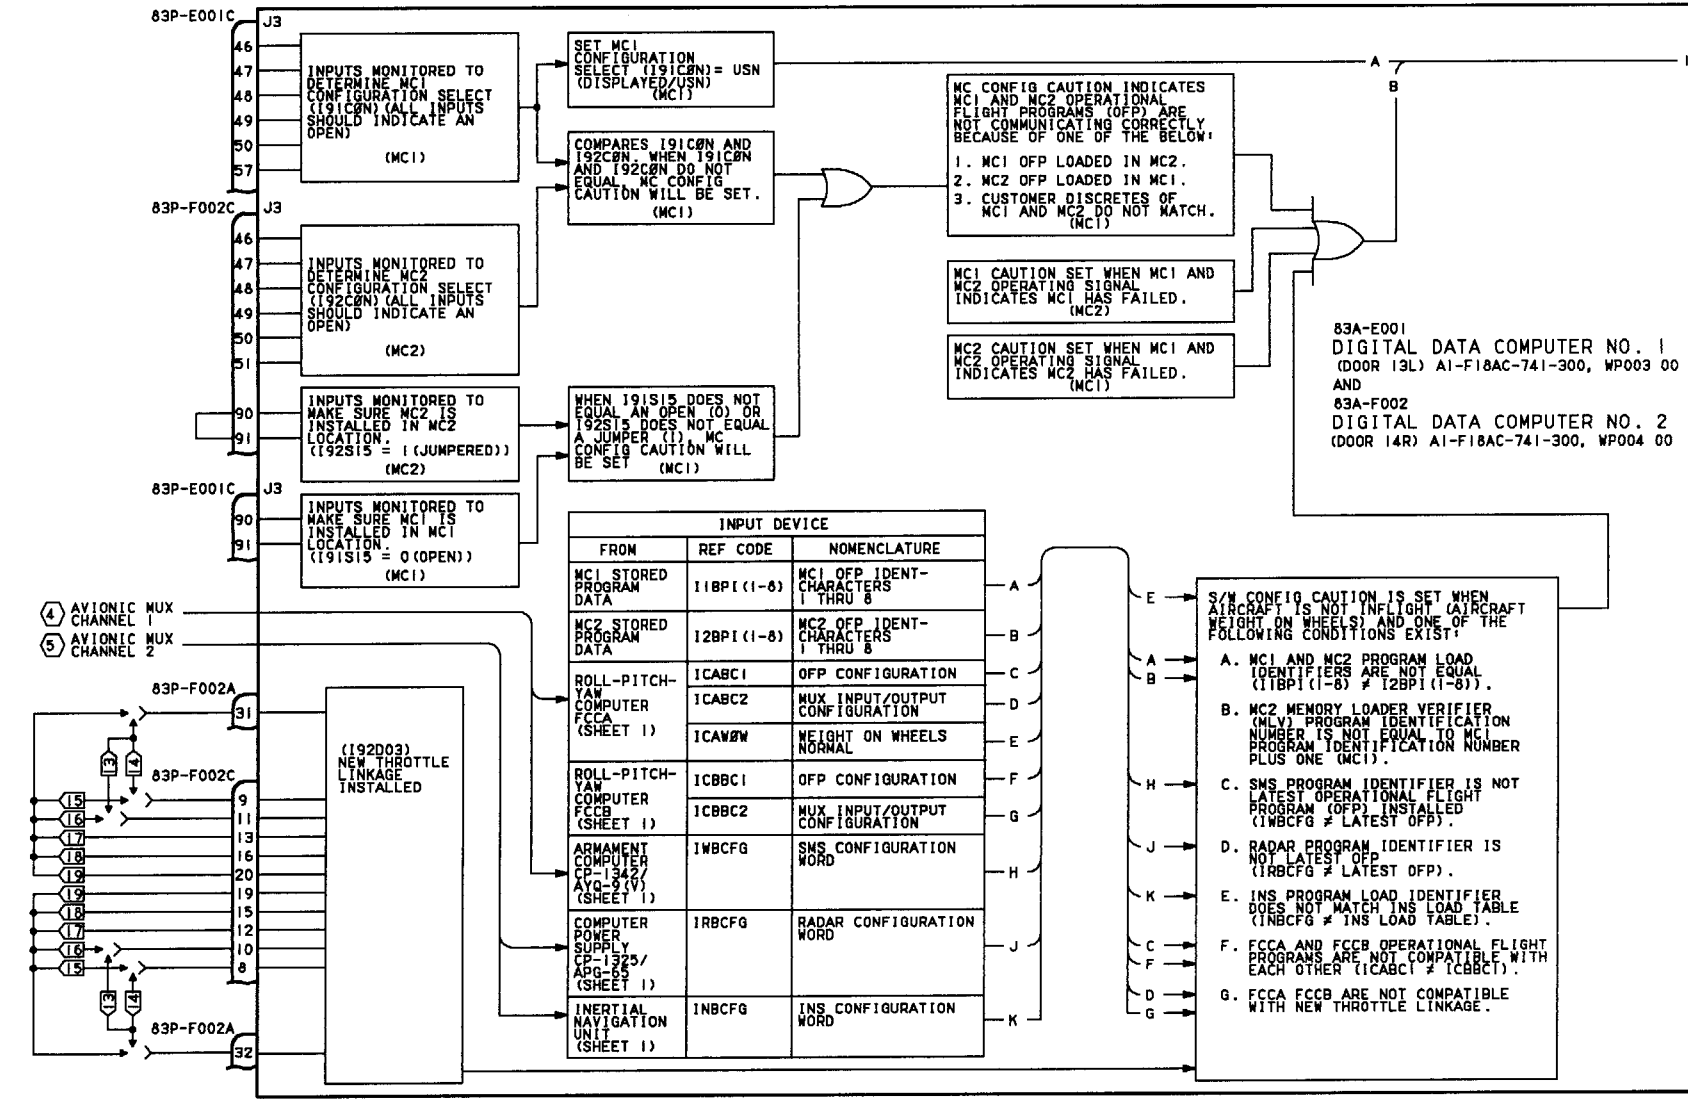 83P-E001C
J3
46
47
48
49
50
57
INPUTS MONITORED TO
DETERMINE MC1
CONFIGURATION SELECT
(I91CØN) (ALL INPUTS
SHOULD INDICATE AN
OPEN)
(MC1)
SET MC1
CONFIGURATION
SELECT (I91CØN)= USN
(DISPLAYED/USN)
(MC1)
COMPARES I91CØN AND
I92CØN. WHEN I91CØN
AND I92CØN DO NOT
EQUAL, MC CONFIG
CAUTION WILL BE SET.
(MC1)
MC CONFIG CAUTION INDICATES
MC1 AND MC2 OPERATIONAL
FLIGHT PROGRAMS (OFP) ARE
NOT COMMUNICATING CORRECTLY
BECAUSE OF ONE OF THE BELOW:
1. MC1 OFP LOADED IN MC2.
2. MC2 OFP LOADED IN MC1.
3. CUSTOMER DISCRETES OF
MC1 AND MC2 DO NOT MATCH.
(MC1)
A
B
83P-F002C
J3
46
47
48
49
50
51
INPUTS MONITORED TO
DETERMINE MC2
CONFIGURATION SELECT
(I92CØN) (ALL INPUTS
SHOULD INDICATE AN
OPEN)
(MC2)
MC1 CAUTION SET WHEN MC1 AND
MC2 OPERATING SIGNAL
INDICATES MC1 HAS FAILED.
(MC2)
MC2 CAUTION SET WHEN MC1 AND
MC2 OPERATING SIGNAL
INDICATES MC2 HAS FAILED.
(MC1)
83A-E001
DIGITAL DATA COMPUTER NO. 1
(DOOR 13L) A1-F18AC-741-300, WP003 00
AND
83A-F002
DIGITAL DATA COMPUTER NO. 2
(DOOR 14R) A1-F18AC-741-300, WP004 00
90
91
INPUTS MONITORED TO
MAKE SURE MC2 IS
INSTALLED IN MC2
LOCATION.
(I92S15 = 1 (JUMPERED))
(MC2)
WHEN I91S15 DOES NOT
EQUAL AN OPEN (0) OR
I92S15 DOES NOT EQUAL
A JUMPER (1), MC
CONFIG CAUTION WILL
BE SET (MC1)
83P-E001C
J3
90
91
INPUTS MONITORED TO
MAKE SURE MC1 IS
INSTALLED IN MC1
LOCATION.
(I91S15 = 0 (OPEN))
(MC1)
4 AVIONIC MUX
CHANNEL 1
5 AVIONIC MUX
CHANNEL 2
83P-F002A
31
13 14
83P-F002C
15 9
16 11
17 13
18 16
19 20
19 19
18 15
17 12
16 10
15 8
13 14
83P-F002A
32
(I92D03)
NEW THROTTLE
LINKAGE
INSTALLED
INPUT DEVICE
FROM REF CODE NOMENCLATURE
MC1 STORED
PROGRAM
DATA
I1BPI(1-8)
MC1 OFP IDENT-
CHARACTERS
1 THRU 8
A
MC2 STORED
PROGRAM
DATA
I2BPI(1-8)
MC2 OFP IDENT-
CHARACTERS
1 THRU 8
B
ROLL-PITCH-
YAW
COMPUTER
FCCA
(SHEET 1)
ICABC1 OFP CONFIGURATION C
ICABC2 MUX INPUT/OUTPUT
CONFIGURATION
D
ICAWØW WEIGHT ON WHEELS
NORMAL
E
ROLL-PITCH-
YAW
COMPUTER
FCCB
(SHEET 1)
ICBBC1 OFP CONFIGURATION F
ICBBC2 MUX INPUT/OUTPUT
CONFIGURATION
G
ARMAMENT
COMPUTER
CP-1342/
AYQ-9(V)
(SHEET 1)
IWBCFG SMS CONFIGURATION
WORD
H
COMPUTER
POWER
SUPPLY
CP-1325/
APG-65
(SHEET 1)
IRBCFG RADAR CONFIGURATION
WORD
J
INERTIAL
NAVIGATION
UNIT
(SHEET 1)
INBCFG INS CONFIGURATION
WORD
K
E
A
B
H
J
K
C
F
D
G
S/W CONFIG CAUTION IS SET WHEN
AIRCRAFT IS NOT INFLIGHT (AIRCRAFT
WEIGHT ON WHEELS) AND ONE OF THE
FOLLOWING CONDITIONS EXIST:
A. MC1 AND MC2 PROGRAM LOAD
IDENTIFIERS ARE NOT EQUAL
(I1BPI(1-8) ≠ I2BPI(1-8)).
B. MC2 MEMORY LOADER VERIFIER
(MLV) PROGRAM IDENTIFICATION
NUMBER IS NOT EQUAL TO MC1
PROGRAM IDENTIFICATION NUMBER
PLUS ONE (MC1).
C. SMS PROGRAM IDENTIFIER IS NOT
LATEST OPERATIONAL FLIGHT
PROGRAM (OFP) INSTALLED
(IWBCFG ≠ LATEST OFP).
D. RADAR PROGRAM IDENTIFIER IS
NOT LATEST OFP
(IRBCFG ≠ LATEST OFP).
E. INS PROGRAM LOAD IDENTIFIER
DOES NOT MATCH INS LOAD TABLE
(INBCFG ≠ INS LOAD TABLE).
F. FCCA AND FCCB OPERATIONAL FLIGHT
PROGRAMS ARE NOT COMPATIBLE WITH
EACH OTHER (ICABC1 ≠ ICBBC1).
G. FCCA FCCB ARE NOT COMPATIBLE
WITH NEW THROTTLE LINKAGE.